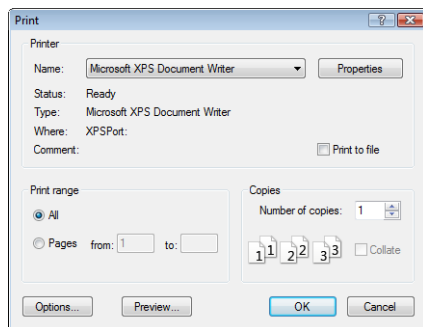 Print
Printer
Name: Microsoft XPS Document Writer Properties
Status: Ready
Type: Microsoft XPS Document Writer
Where: XPSPort:
Comment: Print to file
Print range
All
Pages from: 1 to:
Copies
Number of copies: 1
1 1 2 2 3 3 Collate
Options... Preview... OK Cancel